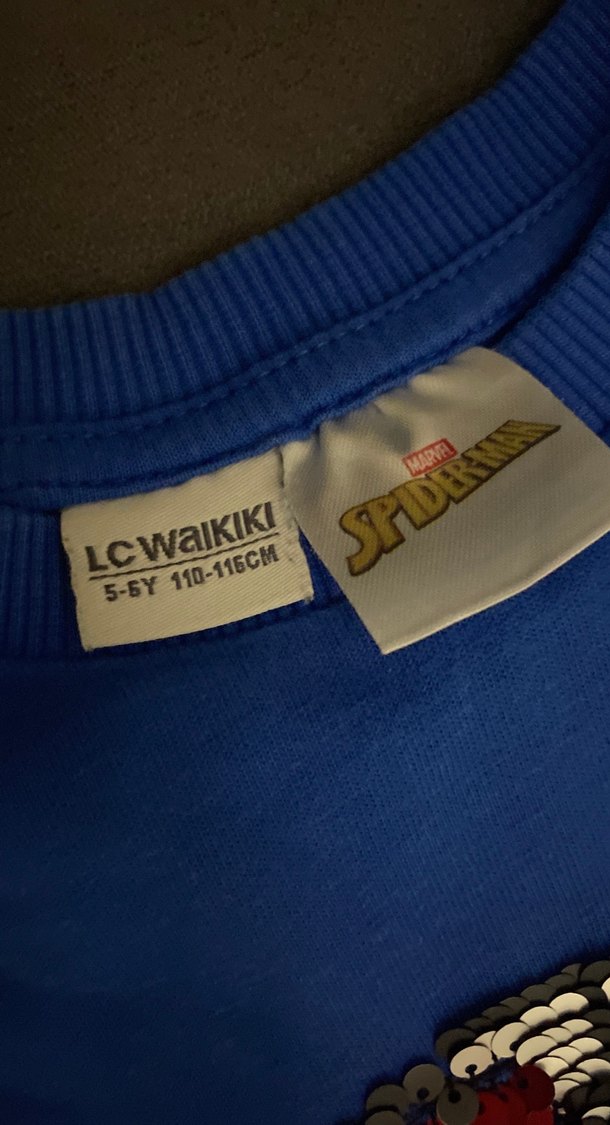 LC WAIKIKI
5-6Y 110-116CM
MARVEL
SPIDER-MAN